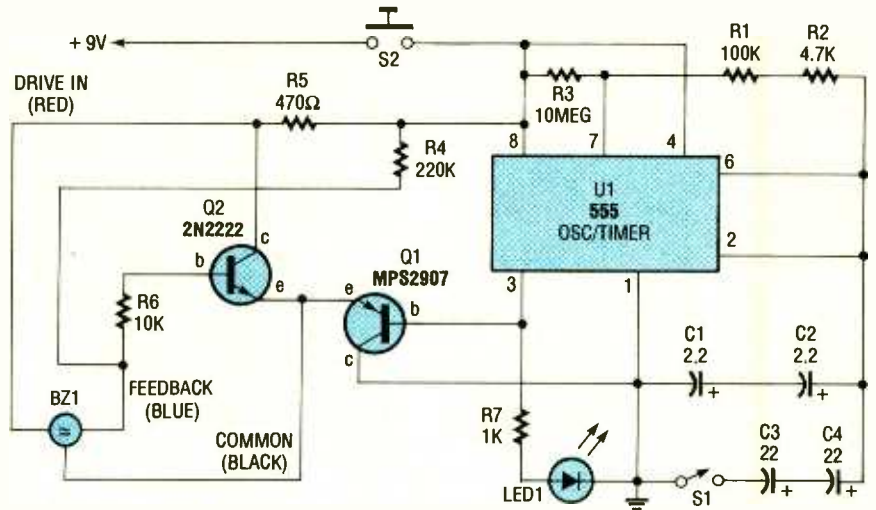 + 9V
S2
R1
100K
R2
4.7K
DRIVE IN
(RED)
R5
470Ω
R3
10MEG
R4
220K
8
7
4
6
U1
555
OSC/TIMER
2
3
1
Q2
2N2222
c
b
e
Q1
MPS2907
e
b
c
R6
10K
C1
2.2
+
C2
2.2
+
BZ1
≈
FEEDBACK
(BLUE)
R7
1K
COMMON
(BLACK)
C3
22
+
C4
22
+
LED1
S1